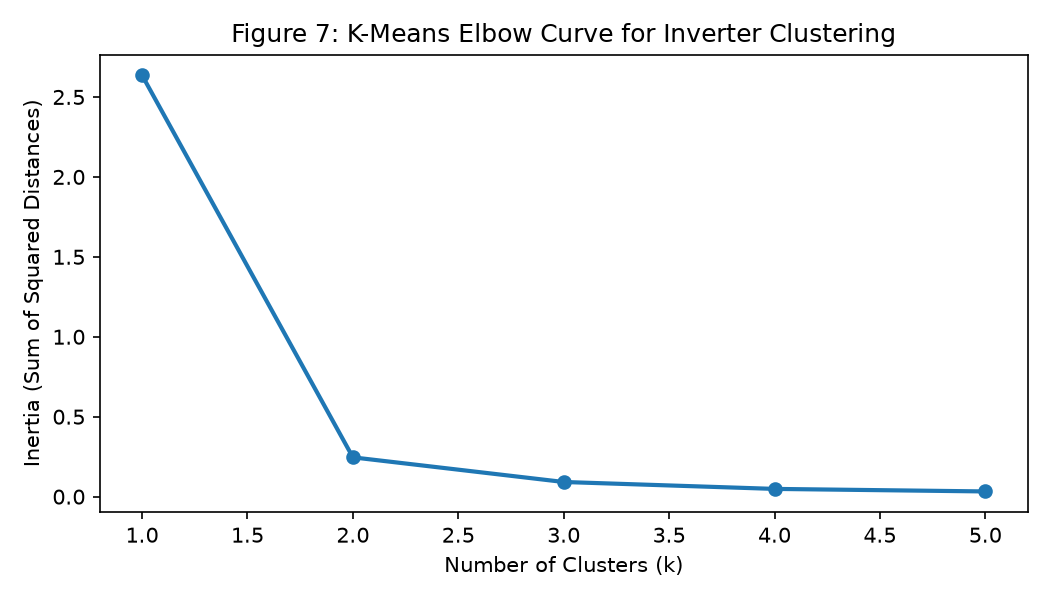 Figure 7: K-Means Elbow Curve for Inverter Clustering
Inertia (Sum of Squared Distances)
2.5
2.0
1.5
1.0
0.5
0.0
1.0 1.5 2.0 2.5 3.0 3.5 4.0 4.5 5.0
Number of Clusters (k)